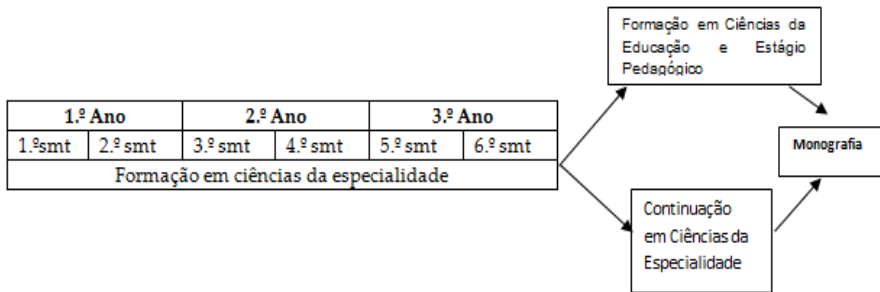 Formação em Ciências da
Educação e Estágio
Pedagógico
1.º Ano 2.º Ano 3.º Ano
1.ºsmt 2.º smt 3.º smt 4.ºsmt 5.º smt 6.º smt
Formação em ciências da especialidade
Monografia
Continuação
em Ciências da
Especialidade